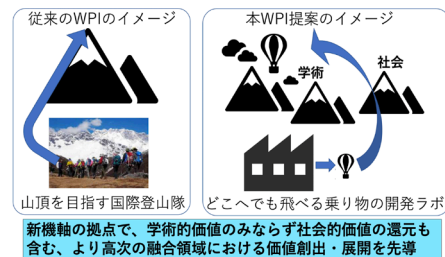 従来のWPIのイメージ
山頂を目指す国際登山隊
本WPI提案のイメージ
学術
社会
どこへでも飛べる乗り物の開発ラボ
新機軸の拠点で、学術的価値のみならず社会的価値の還元も
含む、より高次の融合領域における価値創出・展開を先導